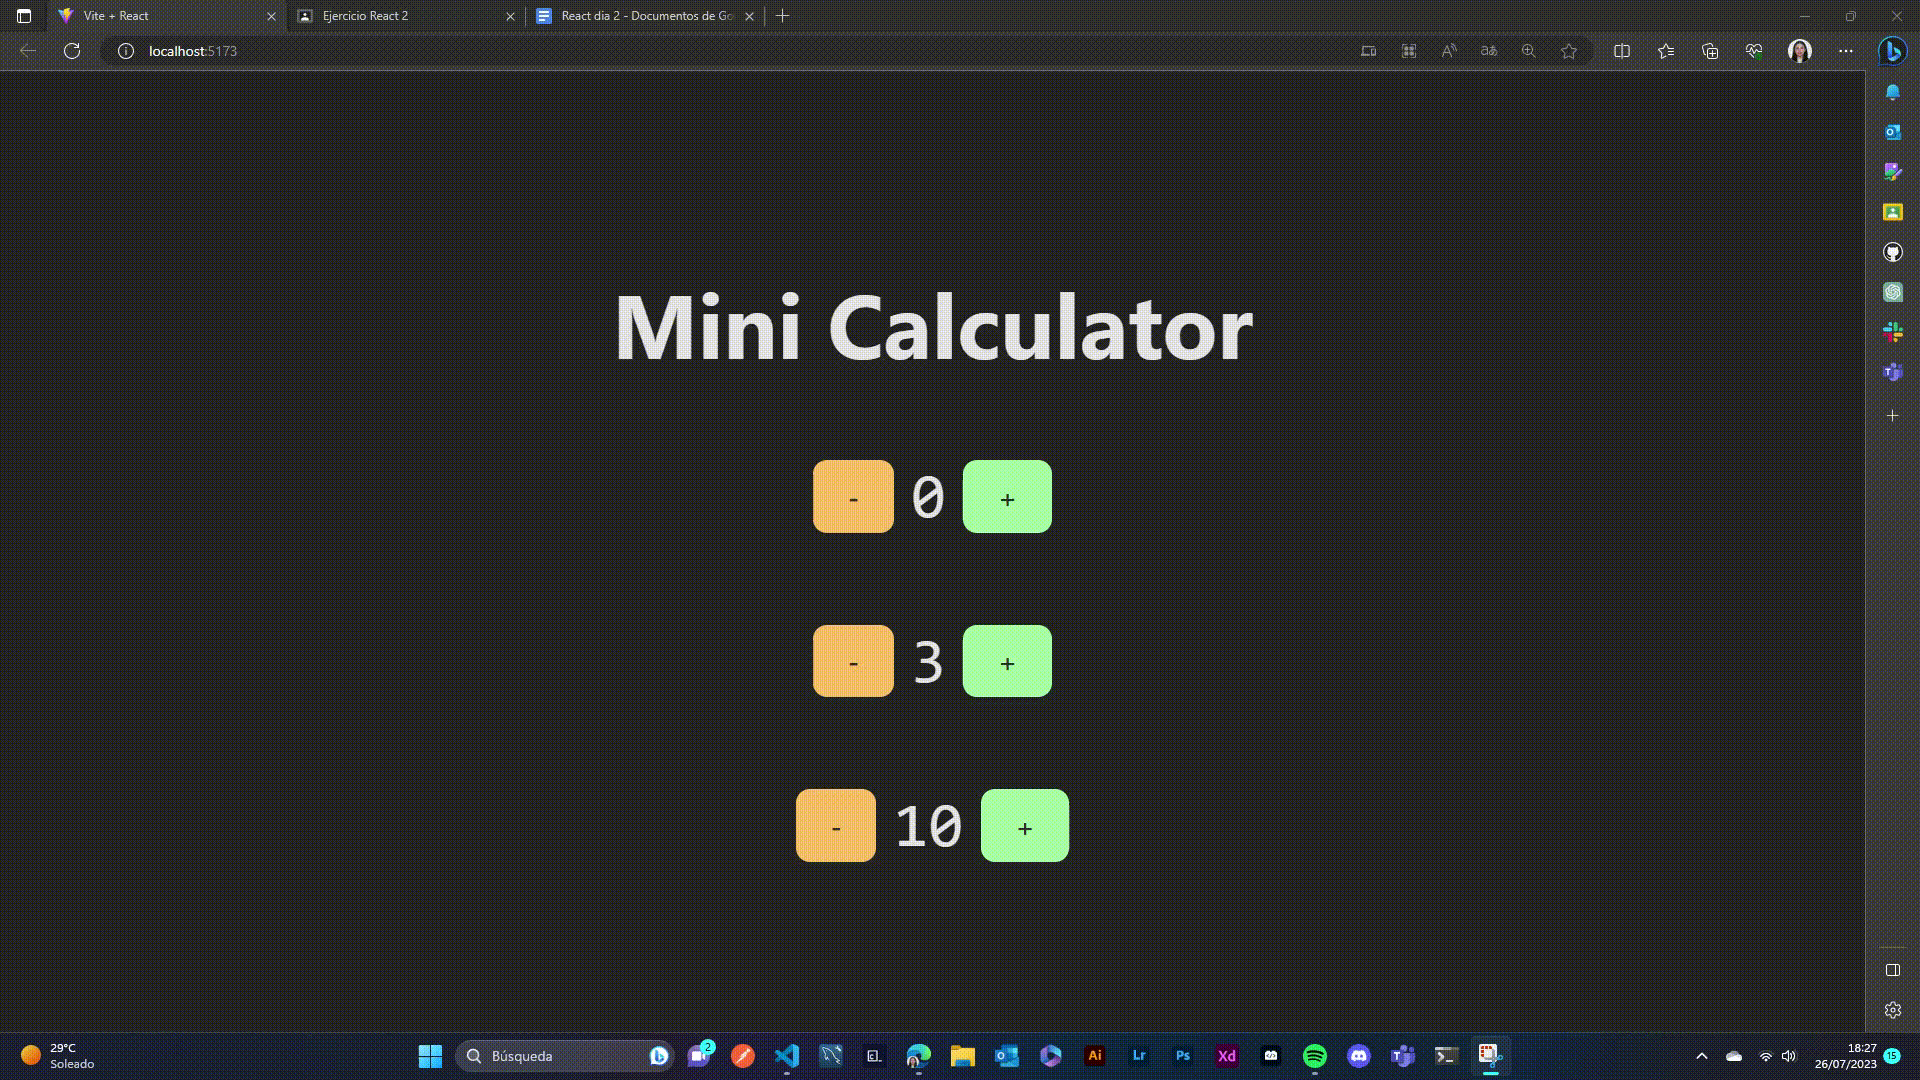 Vite + React
Ejercicio React 2
React dia 2 - Documentos de Go
localhost:5173
Mini Calculator
- 0 +
- 3 +
- 10 +
29°C
Soleado
Búsqueda
2
Ai
Lr
Ps
Xd
18:27
26/07/2023
15